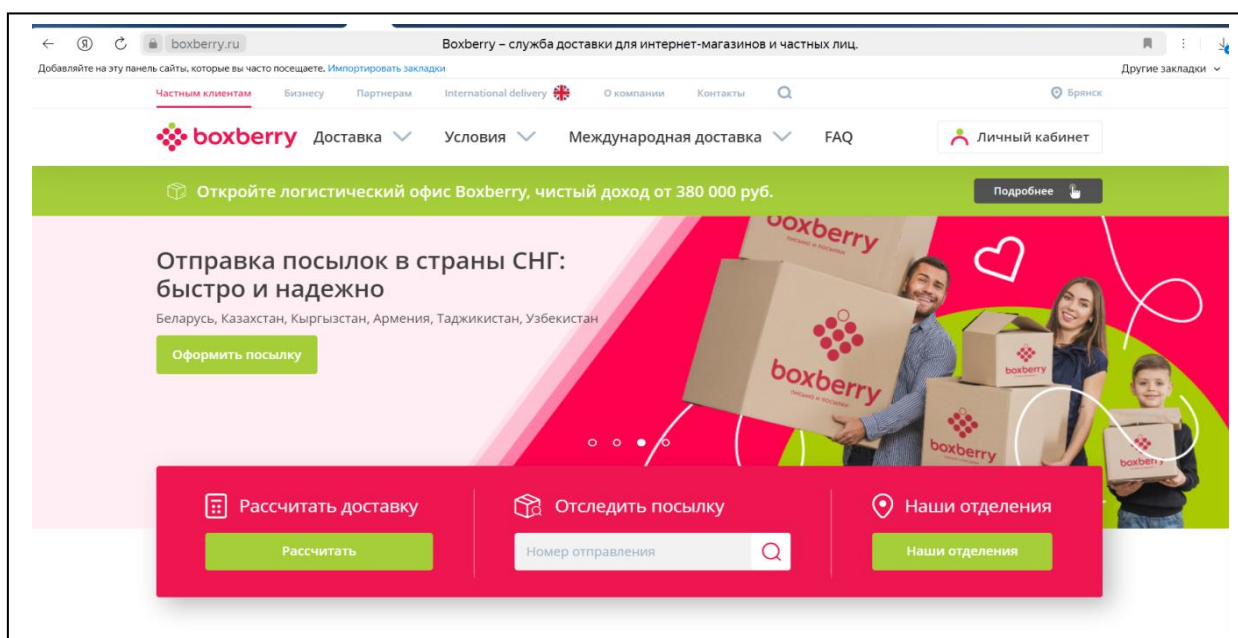 boxberry.ru
Boxberry – служба доставки для интернет-магазинов и частных лиц.
Добавляйте на эту панель сайты, которые вы часто посещаете. Импортировать закладки
Другие закладки
Частным клиентам Бизнесу Партнерам International delivery О компании Контакты Брянск
boxberry Доставка Условия Международная доставка FAQ Личный кабинет
Откройте логистический офис Boxberry, чистый доход от 380 000 руб. Подробнее
Отправка посылок в страны СНГ:
быстро и надежно
Беларусь, Казахстан, Кыргызстан, Армения, Таджикистан, Узбекистан
Оформить посылку
boxberry
boxberry
boxberry
boxberry
boxberry
Рассчитать доставку Отследить посылку Наши отделения
Рассчитать Номер отправления Наши отделения